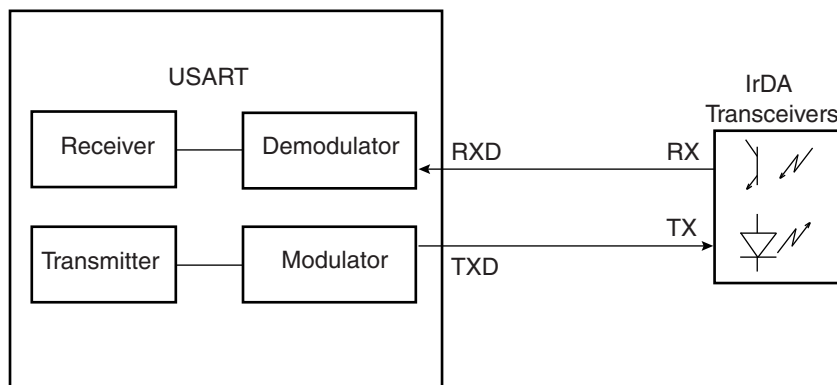 USART
IrDA
Transceivers
Receiver
Demodulator
RXD
RX
Transmitter
Modulator
TXD
TX